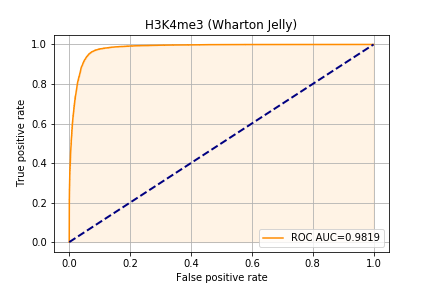 H3K4me3 (Wharton Jelly)
True positive rate
1.0
0.8
0.6
0.4
0.2
0.0
ROC AUC=0.9819
0.0 0.2 0.4 0.6 0.8 1.0
False positive rate